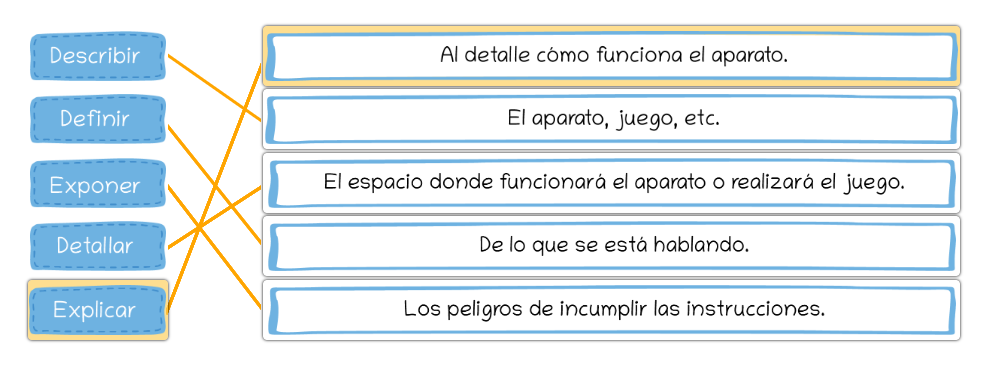 Describir
Al detalle cómo funciona el aparato.
Definir
El aparato, juego, etc.
Exponer
El espacio donde funcionará el aparato o realizará el juego.
Detallar
De lo que se está hablando.
Explicar
Los peligros de incumplir las instrucciones.